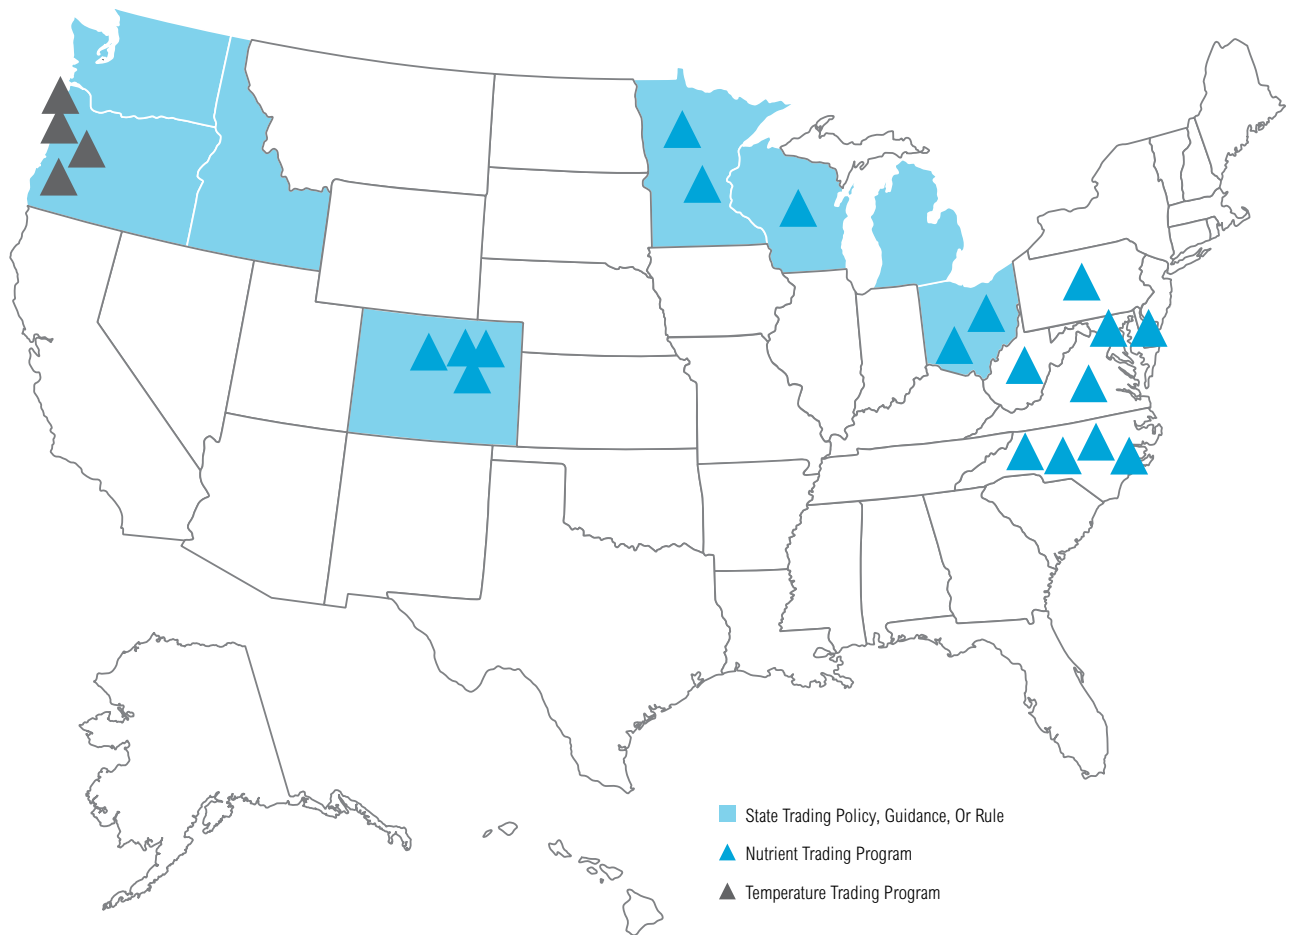 State Trading Policy, Guidance, Or Rule
Nutrient Trading Program
Temperature Trading Program